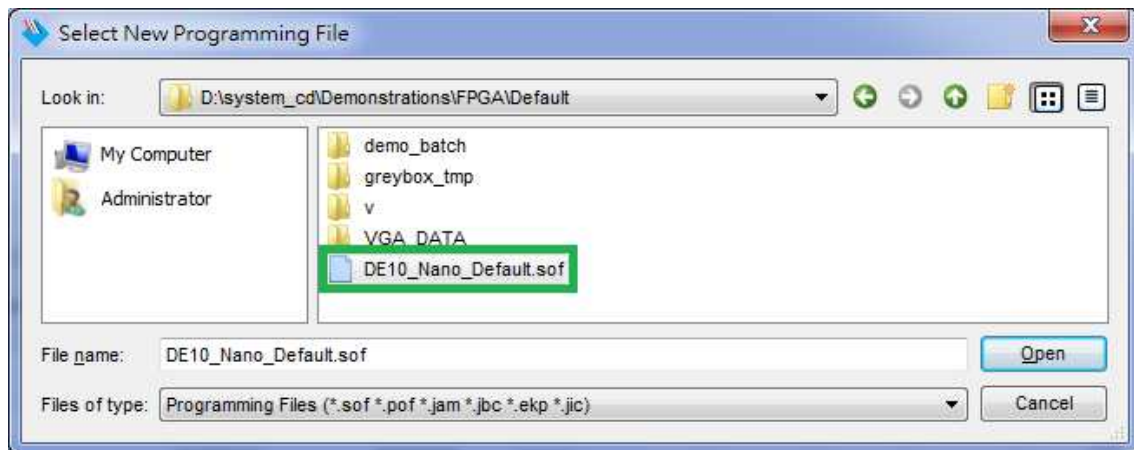 Select New Programming File
Look in: D:\system_cd\Demonstrations\FPGA\Default
My Computer
Administrator
demo_batch
greybox_tmp
v
VGA_DATA
DE10_Nano_Default.sof
File name: DE10_Nano_Default.sof Open
Files of type: Programming Files (*.sof *.pof *.jam *.jbc *.ekp *.jic) Cancel